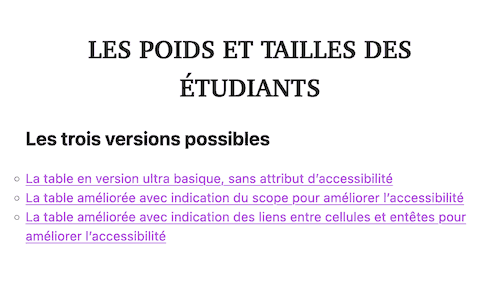 LES POIDS ET TAILLES DES
ÉTUDIANTS
Les trois versions possibles
La table en version ultra basique, sans attribut d’accessibilité
La table améliorée avec indication du scope pour améliorer l’accessibilité
La table améliorée avec indication des liens entre cellules et entêtes pour
améliorer l’accessibilité